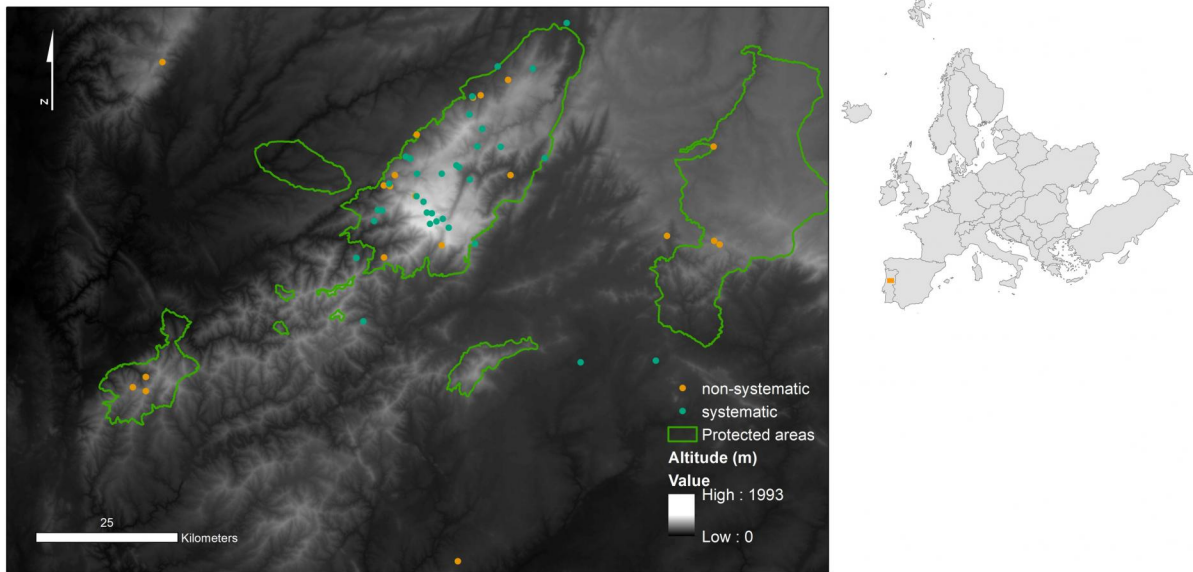 N
non-systematic
systematic
Protected areas
Altitude (m)
Value
High : 1993
Low : 0
25
Kilometers